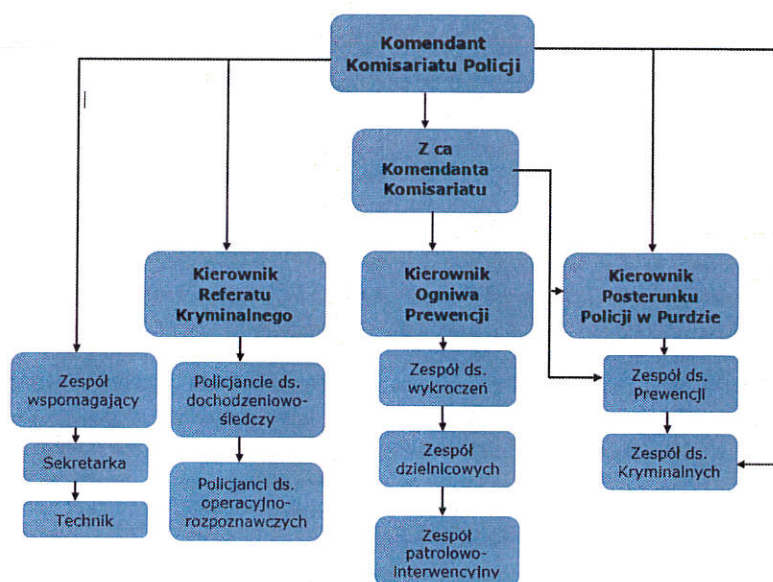 Komendant
Komisariatu Policji
Z ca
Komendanta
Komisariatu
Kierownik
Referatu
Kryminalnego
Kierownik
Ogniwa
Prewencji
Kierownik
Posterunku
Policji w Purdzie
Zespół
wspomagający
Policjancie ds.
dochodzeniowo-
śledczy
Zespół ds.
wykroczeń
Zespół ds.
Prewencji
Sekretarka
Zespół
dzielnicowych
Zespół ds.
Kryminalnych
Technik
Policjanci ds.
operacyjno-
rozpoznawczych
Zespół
patrolowo-
interwencyjny